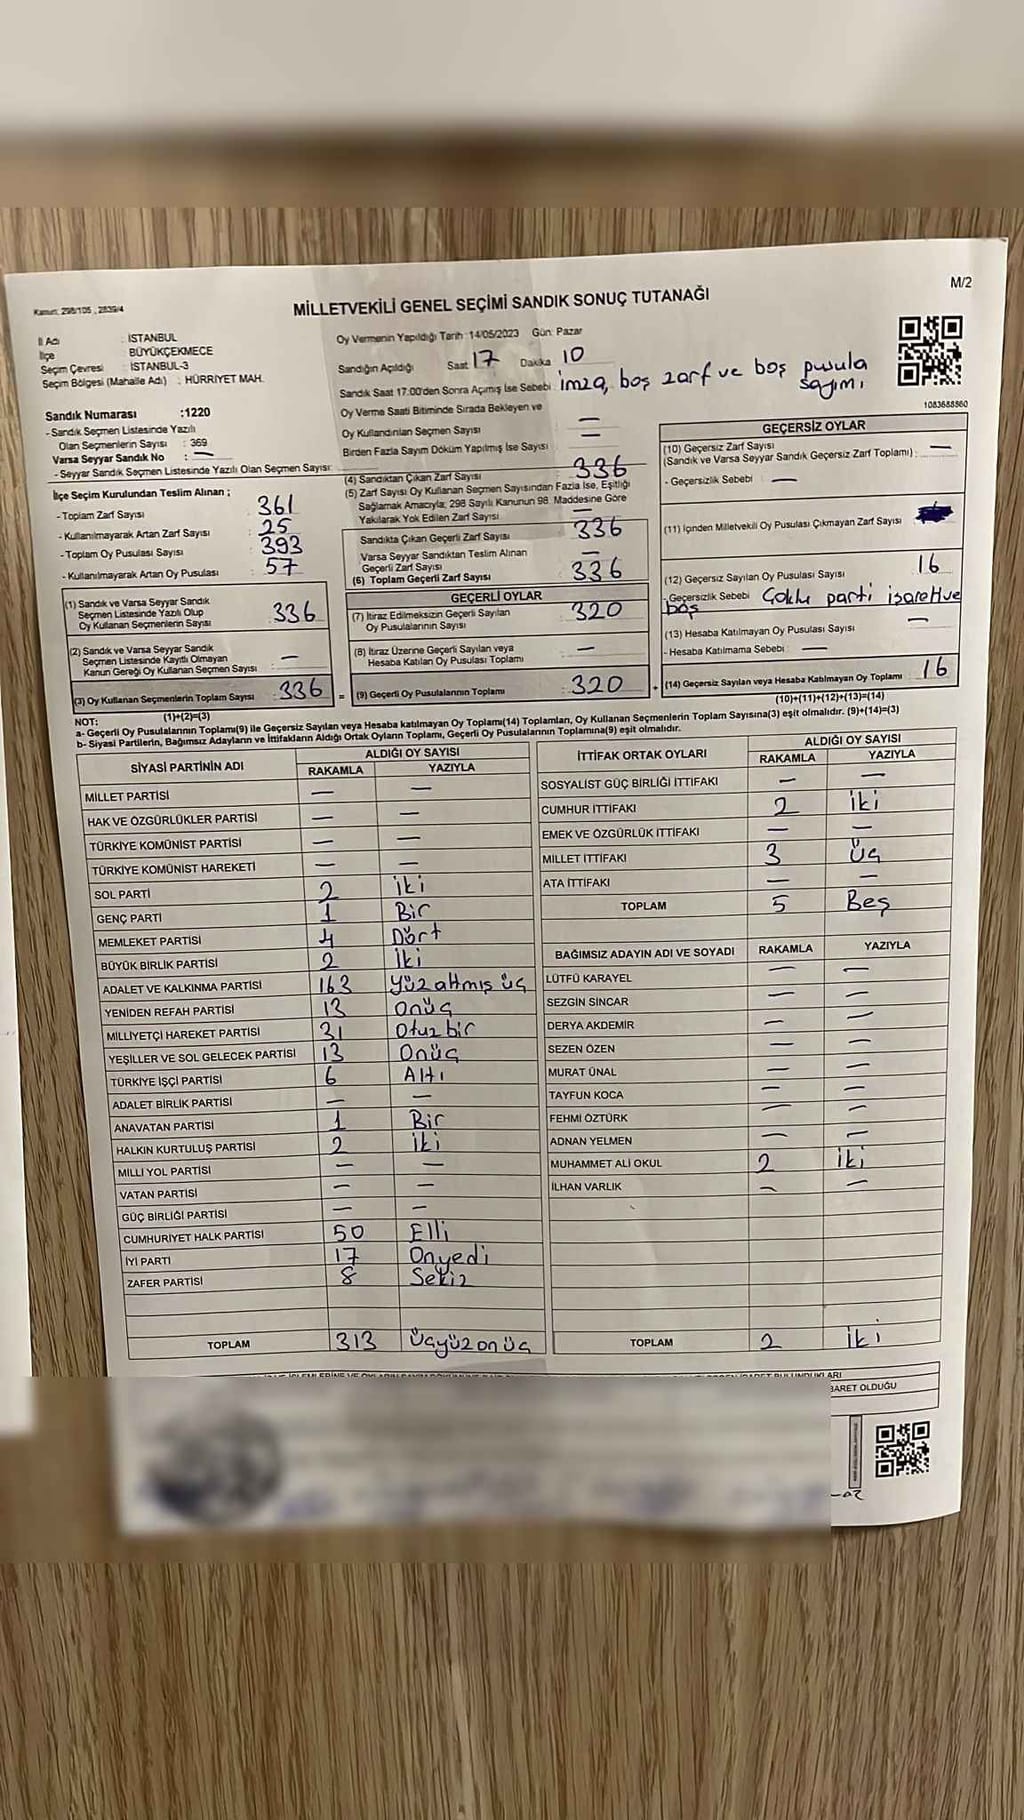 M/2
Kanun: 298/105 , 2839/4
MİLLETVEKİLİ GENEL SEÇİMİ SANDIK SONUÇ TUTANAĞI
İl Adı : İSTANBUL
İlçe : BÜYÜKÇEKMECE
Seçim Çevresi : İSTANBUL-3
Seçim Bölgesi (Mahalle Adı) : HÜRRİYET MAH.
Oy Vermenin Yapıldığı Tarih :14/05/2023 Gün: Pazar
Sandığın Açıldığı Saat 17 Dakika 10
Sandık Saat 17:00'den Sonra Açımış İse Sebebi : imza, boş zarf ve boş pusula sayımı
1083688860
Sandık Numarası :1220
- Sandık Seçmen Listesinde Yazılı
Olan Seçmenlerin Sayısı : 369
Varsa Seyyar Sandık No : —
- Seyyar Sandık Seçmen Listesinde Yazılı Olan Seçmen Sayısı:
Oy Verme Saati Bitiminde Sırada Bekleyen ve
Oy Kullandırılan Seçmen Sayısı —
Birden Fazla Sayım Döküm Yapılmış İse Sayısı —
İlçe Seçim Kurulundan Teslim Alınan ;
- Toplam Zarf Sayısı : 361
- Kullanılmayarak Artan Zarf Sayısı : 25
- Toplam Oy Pusulası Sayısı : 393
- Kullanılmayarak Artan Oy Pusulası : 57
(1) Sandık ve Varsa Seyyar Sandık
Seçmen Listesinde Yazılı Olup
Oy Kullanan Seçmenlerin Sayısı : 336
(2) Sandık ve Varsa Seyyar Sandık
Seçmen Listesinde Kayıtlı Olmayan
Kanun Gereği Oy Kullanan Seçmen Sayısı : —
(3) Oy Kullanan Seçmenlerin Toplam Sayısı : 336
(1)+(2)=(3)
(4) Sandıktan Çıkan Zarf Sayısı 336
(5) Zarf Sayısı Oy Kullanan Seçmen Sayısından Fazla İse, Eşitliği
Sağlamak Amacıyla; 298 Sayılı Kanunun 98. Maddesine Göre
Yakılarak Yok Edilen Zarf Sayısı —
Sandıkta Çıkan Geçerli Zarf Sayısı : 336
Varsa Seyyar Sandıktan Teslim Alınan
Geçerli Zarf Sayısı : —
(6) Toplam Geçerli Zarf Sayısı : 336
GEÇERLİ OYLAR
(7) İtiraz Edilmeksizin Geçerli Sayılan
Oy Pusulalarının Sayısı : 320
(8) İtiraz Üzerine Geçerli Sayılan veya
Hesaba Katılan Oy Pusulası Toplamı : —
= (9) Geçerli Oy Pusulalarının Toplamı : 320 +
GEÇERSİZ OYLAR
(10) Geçersiz Zarf Sayısı
(Sandık ve Varsa Seyyar Sandık Geçersiz Zarf Toplamı) : —
- Geçersizlik Sebebi : —
(11) İçinden Milletvekili Oy Pusulası Çıkmayan Zarf Sayısı :
(12) Geçersiz Sayılan Oy Pusulası Sayısı : 16
- Geçersizlik Sebebi : Çoklu parti işareti ve
boş
(13) Hesaba Katılmayan Oy Pusulası Sayısı : —
- Hesaba Katılmama Sebebi : —
(14) Geçersiz Sayılan veya Hesaba Katılmayan Oy Toplamı : 16
(10)+(11)+(12)+(13)=(14)
NOT:
a- Geçerli Oy Pusulalarının Toplamı(9) ile Geçersiz Sayılan veya Hesaba katılmayan Oy Toplamı(14) Toplamları, Oy Kullanan Seçmenlerin Toplam Sayısına(3) eşit olmalıdır. (9)+(14)=(3)
b- Siyasi Partilerin, Bağımsız Adayların ve İttifakların Aldığı Ortak Oyların Toplamı, Geçerli Oy Pusulalarının Toplamına(9) eşit olmalıdır.
SİYASİ PARTİNİN ADI ALDIĞI OY SAYISI
RAKAMLA YAZIYLA
MİLLET PARTİSİ — —
HAK VE ÖZGÜRLÜKLER PARTİSİ — —
TÜRKİYE KOMÜNİST PARTİSİ — —
TÜRKİYE KOMÜNİST HAREKETİ — —
SOL PARTİ 2 iki
GENÇ PARTİ 1 Bir
MEMLEKET PARTİSİ 4 Dört
BÜYÜK BİRLİK PARTİSİ 2 İki
ADALET VE KALKINMA PARTİSİ 163 Yüz altmış üç
YENİDEN REFAH PARTİSİ 13 Onüç
MİLLİYETÇİ HAREKET PARTİSİ 31 Otuz bir
YEŞİLLER VE SOL GELECEK PARTİSİ 13 Onüç
TÜRKİYE İŞÇİ PARTİSİ 6 Altı
ADALET BİRLİK PARTİSİ — —
ANAVATAN PARTİSİ 1 Bir
HALKIN KURTULUŞ PARTİSİ 2 iki
MİLLİ YOL PARTİSİ — —
VATAN PARTİSİ — —
GÜÇ BİRLİĞİ PARTİSİ — —
CUMHURİYET HALK PARTİSİ 50 Elli
İYİ PARTİ 17 Onyedi
ZAFER PARTİSİ 8 Sekiz
TOPLAM 313 Üçyüz on üç
İTTİFAK ORTAK OYLARI ALDIĞI OY SAYISI
RAKAMLA YAZIYLA
SOSYALİST GÜÇ BİRLİĞİ İTTİFAKI — —
CUMHUR İTTİFAKI 2 iki
EMEK VE ÖZGÜRLÜK İTTİFAKI — —
MİLLET İTTİFAKI 3 Üç
ATA İTTİFAKI — —
TOPLAM 5 Beş
BAĞIMSIZ ADAYIN ADI VE SOYADI RAKAMLA YAZIYLA
LÜTFÜ KARAYEL — —
SEZGİN SİNCAR — —
DERYA AKDEMİR — —
SEZEN ÖZEN — —
MURAT ÜNAL — —
TAYFUN KOCA — —
FEHMİ ÖZTÜRK — —
ADNAN YELMEN — —
MUHAMMET ALİ OKUL 2 iki
İLHAN VARLIK — —
TOPLAM 2 iki
BARET OLDUĞU